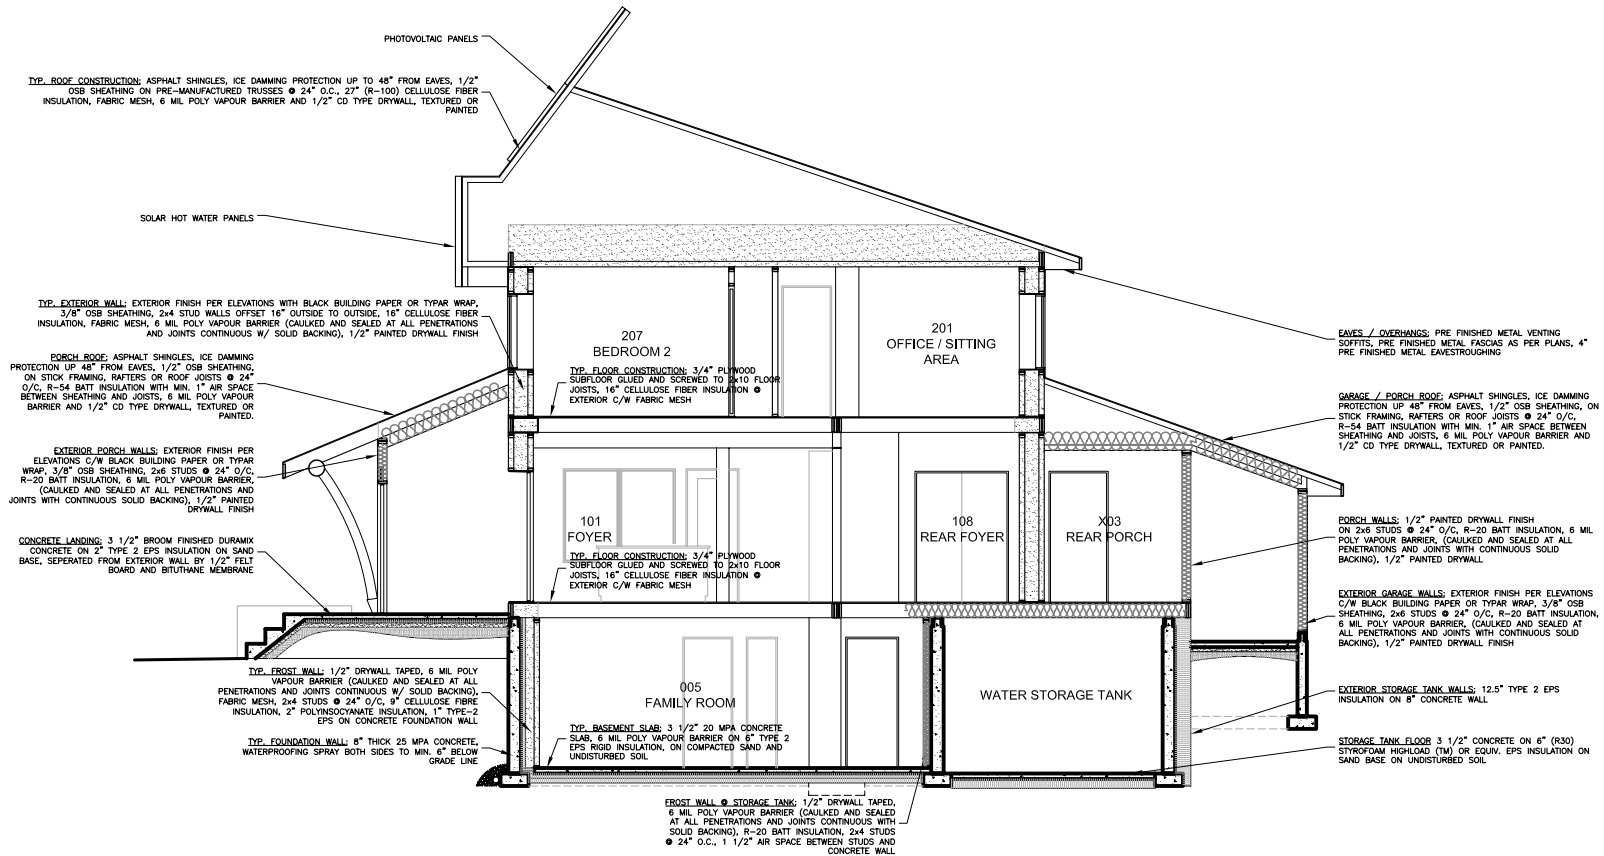 PHOTOVOLTAIC PANELS
TYP. ROOF CONSTRUCTION: ASPHALT SHINGLES, ICE DAMMING PROTECTION UP TO 48" FROM EAVES, 1/2"
OSB SHEATHING ON PRE-MANUFACTURED TRUSSES @ 24" O.C., 27" (R-100) CELLULOSE FIBER
INSULATION, FABRIC MESH, 6 MIL POLY VAPOUR BARRIER AND 1/2" CD TYPE DRYWALL, TEXTURED OR
PAINTED
SOLAR HOT WATER PANELS
TYP. EXTERIOR WALL: EXTERIOR FINISH PER ELEVATIONS WITH BLACK BUILDING PAPER OR TYPAR WRAP,
3/8" OSB SHEATHING, 2x4 STUD WALLS OFFSET 16" OUTSIDE TO OUTSIDE, 16" CELLULOSE FIBER
INSULATION, FABRIC MESH, 6 MIL POLY VAPOUR BARRIER (CAULKED AND SEALED AT ALL PENETRATIONS
AND JOINTS CONTINUOUS W/ SOLID BACKING), 1/2" PAINTED DRYWALL FINISH
PORCH ROOF: ASPHALT SHINGLES, ICE DAMMING
PROTECTION UP 48" FROM EAVES, 1/2" OSB SHEATHING,
ON STICK FRAMING, RAFTERS OR ROOF JOISTS @ 24"
O/C, R-54 BATT INSULATION WITH MIN. 1" AIR SPACE
BETWEEN SHEATHING AND JOISTS, 6 MIL POLY VAPOUR
BARRIER AND 1/2" CD TYPE DRYWALL, TEXTURED OR
PAINTED.
EXTERIOR PORCH WALLS: EXTERIOR FINISH PER
ELEVATIONS C/W BLACK BUILDING PAPER OR TYPAR
WRAP, 3/8" OSB SHEATHING, 2x6 STUDS @ 24" O/C,
R-20 BATT INSULATION, 6 MIL POLY VAPOUR BARRIER,
(CAULKED AND SEALED AT ALL PENETRATIONS AND
JOINTS WITH CONTINUOUS SOLID BACKING), 1/2" PAINTED
DRYWALL FINISH
CONCRETE LANDING: 3 1/2" BROOM FINISHED DURAMIX
CONCRETE ON 2" TYPE 2 EPS INSULATION ON SAND
BASE, SEPERATED FROM EXTERIOR WALL BY 1/2" FELT
BOARD AND BITUTHANE MEMBRANE
TYP. FROST WALL: 1/2" DRYWALL TAPED, 6 MIL POLY
VAPOUR BARRIER (CAULKED AND SEALED AT ALL
PENETRATIONS AND JOINTS CONTINUOUS W/ SOLID BACKING),
FABRIC MESH, 2x4 STUDS @ 24" O/C, 9" CELLULOSE FIBRE
INSULATION, 2" POLYINSOCYANATE INSULATION, 1" TYPE-2
EPS ON CONCRETE FOUNDATION WALL
TYP. FOUNDATION WALL: 8" THICK 25 MPA CONCRETE,
WATERPROOFING SPRAY BOTH SIDES TO MIN. 6" BELOW
GRADE LINE
207
BEDROOM 2
201
OFFICE / SITTING
AREA
TYP. FLOOR CONSTRUCTION: 3/4" PLYWOOD
SUBFLOOR GLUED AND SCREWED TO 2x10 FLOOR
JOISTS, 16" CELLULOSE FIBER INSULATION @
EXTERIOR C/W FABRIC MESH
101
FOYER
108
REAR FOYER
X03
REAR PORCH
TYP. FLOOR CONSTRUCTION: 3/4" PLYWOOD
SUBFLOOR GLUED AND SCREWED TO 2x10 FLOOR
JOISTS, 16" CELLULOSE FIBER INSULATION @
EXTERIOR C/W FABRIC MESH
005
FAMILY ROOM
WATER STORAGE TANK
TYP. BASEMENT SLAB: 3 1/2" 20 MPA CONCRETE
SLAB, 6 MIL POLY VAPOUR BARRIER ON 6" TYPE 2
EPS RIGID INSULATION, ON COMPACTED SAND AND
UNDISTURBED SOIL
FROST WALL @ STORAGE TANK: 1/2" DRYWALL TAPED,
6 MIL POLY VAPOUR BARRIER (CAULKED AND SEALED
AT ALL PENETRATIONS AND JOINTS CONTINUOUS WITH
SOLID BACKING), R-20 BATT INSULATION, 2x4 STUDS
@ 24" O.C., 1 1/2" AIR SPACE BETWEEN STUDS AND
CONCRETE WALL
EAVES / OVERHANGS: PRE FINISHED METAL VENTING
SOFFITS, PRE FINISHED METAL FASCIAS AS PER PLANS, 4"
PRE FINISHED METAL EAVESTROUGHING
GARAGE / PORCH ROOF: ASPHALT SHINGLES, ICE DAMMING
PROTECTION UP 48" FROM EAVES, 1/2" OSB SHEATHING, ON
STICK FRAMING, RAFTERS OR ROOF JOISTS @ 24" O/C,
R-54 BATT INSULATION WITH MIN. 1" AIR SPACE BETWEEN
SHEATHING AND JOISTS, 6 MIL POLY VAPOUR BARRIER AND
1/2" CD TYPE DRYWALL, TEXTURED OR PAINTED.
PORCH WALLS: 1/2" PAINTED DRYWALL FINISH
ON 2x6 STUDS @ 24" O/C, R-20 BATT INSULATION, 6 MIL
POLY VAPOUR BARRIER, (CAULKED AND SEALED AT ALL
PENETRATIONS AND JOINTS WITH CONTINUOUS SOLID
BACKING), 1/2" PAINTED DRYWALL
EXTERIOR GARAGE WALLS: EXTERIOR FINISH PER ELEVATIONS
C/W BLACK BUILDING PAPER OR TYPAR WRAP, 3/8" OSB
SHEATHING, 2x6 STUDS @ 24" O/C, R-20 BATT INSULATION,
6 MIL POLY VAPOUR BARRIER, (CAULKED AND SEALED AT
ALL PENETRATIONS AND JOINTS WITH CONTINUOUS SOLID
BACKING), 1/2" PAINTED DRYWALL FINISH
EXTERIOR STORAGE TANK WALLS: 12.5" TYPE 2 EPS
INSULATION ON 8" CONCRETE WALL
STORAGE TANK FLOOR 3 1/2" CONCRETE ON 6" (R30)
STYROFOAM HIGHLOAD (TM) OR EQUIV. EPS INSULATION ON
SAND BASE ON UNDISTURBED SOIL